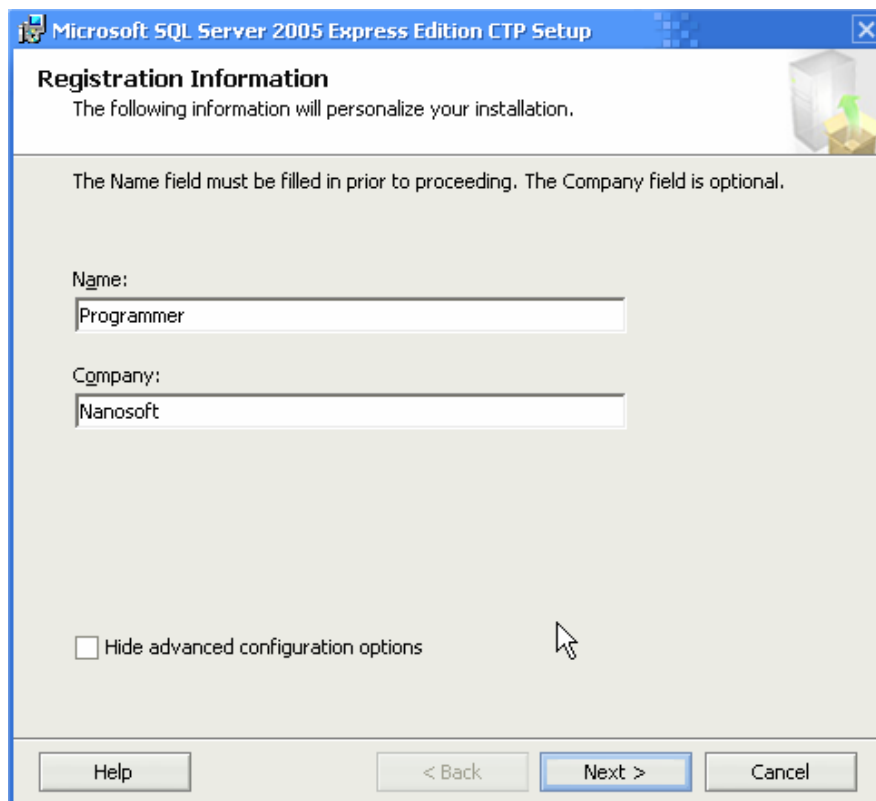 Microsoft SQL Server 2005 Express Edition CTP Setup
Registration Information
The following information will personalize your installation.
The Name field must be filled in prior to proceeding. The Company field is optional.
Name:
Programmer
Company:
Nanosoft
Hide advanced configuration options
Help < Back Next > Cancel